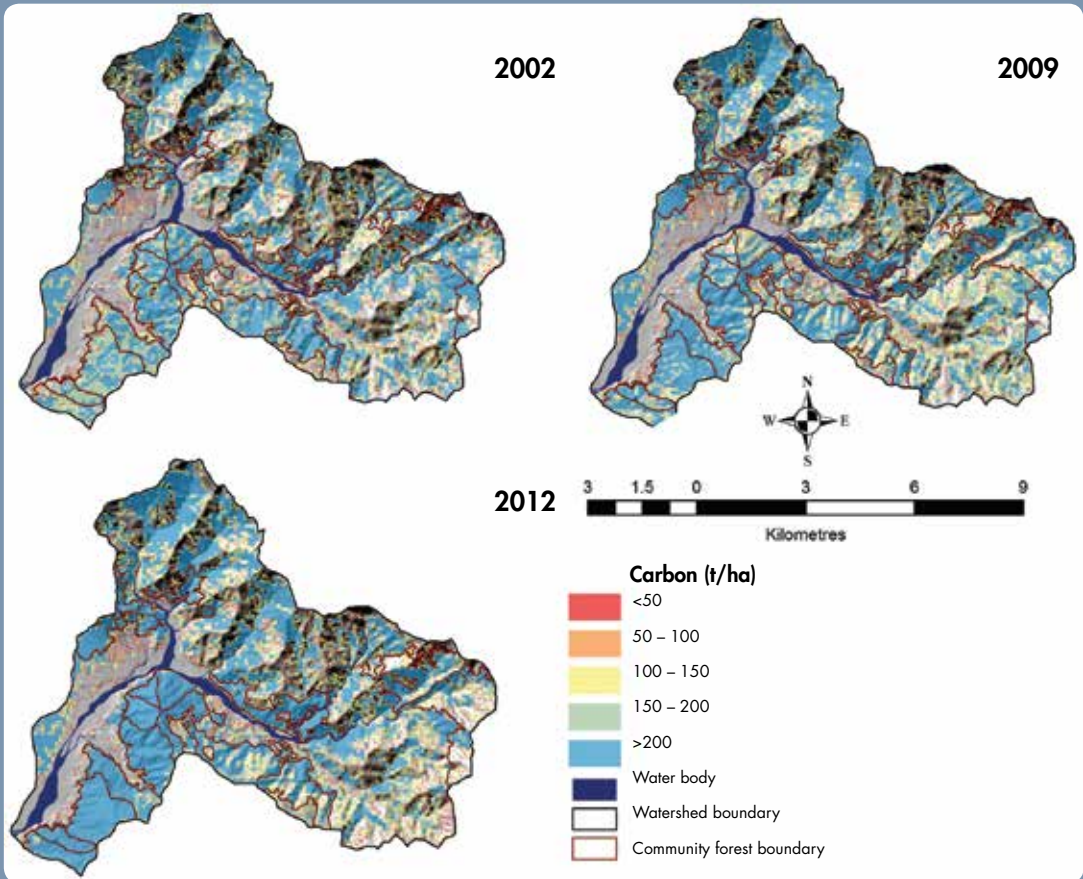 2002
2009
N
W E
S
2012
3 1.5 0 3 6 9
Kilometres
Carbon (t/ha)
<50
50 – 100
100 – 150
150 – 200
>200
Water body
Watershed boundary
Community forest boundary